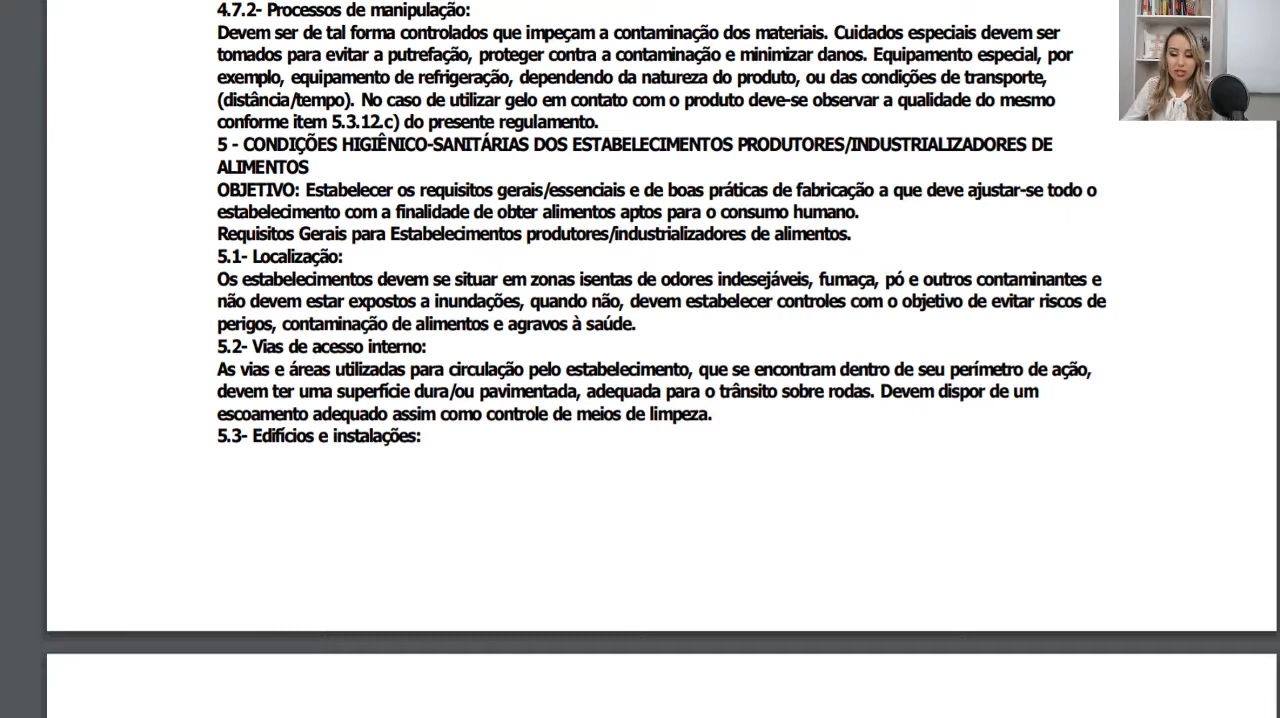 4.7.2- Processos de manipulação:
Devem ser de tal forma controlados que impeçam a contaminação dos materiais. Cuidados especiais devem ser
tomados para evitar a putrefação, proteger contra a contaminação e minimizar danos. Equipamento especial, por
exemplo, equipamento de refrigeração, dependendo da natureza do produto, ou das condições de transporte,
(distância/tempo). No caso de utilizar gelo em contato com o produto deve-se observar a qualidade do mesmo
conforme item 5.3.12.c) do presente regulamento.
5 - CONDIÇÕES HIGIÊNICO-SANITÁRIAS DOS ESTABELECIMENTOS PRODUTORES/INDUSTRIALIZADORES DE
ALIMENTOS
OBJETIVO: Estabelecer os requisitos gerais/essenciais e de boas práticas de fabricação a que deve ajustar-se todo o
estabelecimento com a finalidade de obter alimentos aptos para o consumo humano.
Requisitos Gerais para Estabelecimentos produtores/industrializadores de alimentos.
5.1- Localização:
Os estabelecimentos devem se situar em zonas isentas de odores indesejáveis, fumaça, pó e outros contaminantes e
não devem estar expostos a inundações, quando não, devem estabelecer controles com o objetivo de evitar riscos de
perigos, contaminação de alimentos e agravos à saúde.
5.2- Vias de acesso interno:
As vias e áreas utilizadas para circulação pelo estabelecimento, que se encontram dentro de seu perímetro de ação,
devem ter uma superfície dura/ou pavimentada, adequada para o trânsito sobre rodas. Devem dispor de um
escoamento adequado assim como controle de meios de limpeza.
5.3- Edifícios e instalações: